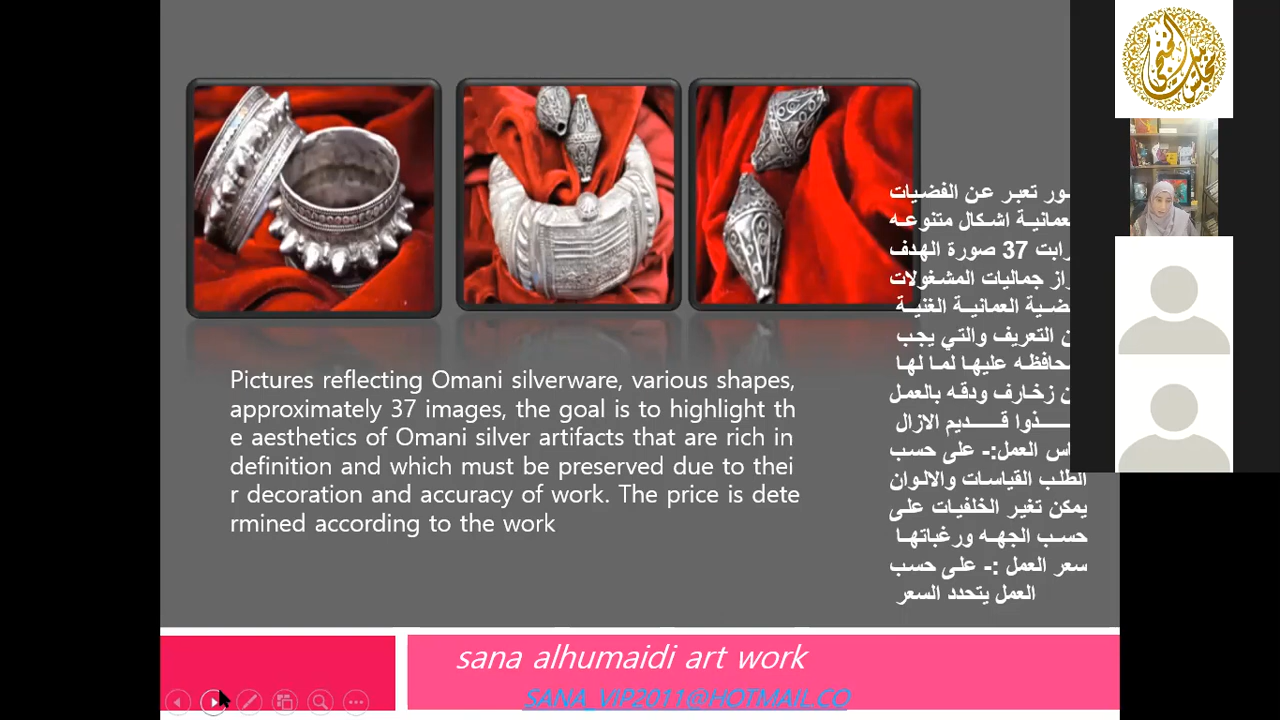 Pictures reflecting Omani silverware, various shapes,
approximately 37 images, the goal is to highlight th
e aesthetics of Omani silver artifacts that are rich in
definition and which must be preserved due to thei
r decoration and accuracy of work. The price is dete
rmined according to the work
تعبر عن الفضيات
اشكال متنوعه
37 صورة الهدف
جماليات المشغولات
العمانية الغنية
التعريف والتي يجب
عليها لما لها
زخارف ودقه بالعمل
قديم الازال
العمل:- على حسب
الطلب القياسات والالوان
يمكن تغير الخلفيات على
حسب الجهه ورغباتها
سعر العمل :- على حسب
العمل يتحدد السعر
sana alhumaidi art work
SANA_VIP2011@HOTMAIL.CO